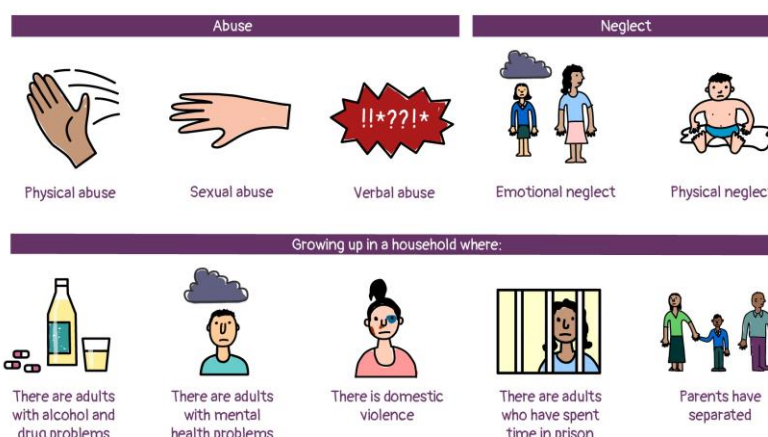 Abuse
Neglect
!!*??!*
Physical abuse
Sexual abuse
Verbal abuse
Emotional neglect
Physical neglect
Growing up in a household where:
There are adults
with alcohol and
drug problems
There are adults
with mental
health problems
There is domestic
violence
There are adults
who have spent
time in prison
Parents have
separated